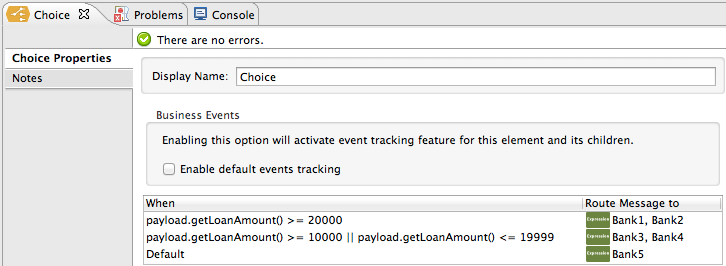 Choice Problems Console
There are no errors.
Choice Properties
Notes
Display Name: Choice
Business Events
Enabling this option will activate event tracking feature for this element and its children.
Enable default events tracking
When Route Message to
payload.getLoanAmount() >= 20000 Expression Bank1, Bank2
payload.getLoanAmount() >= 10000 || payload.getLoanAmount() <= 19999 Expression Bank3, Bank4
Default Expression Bank5